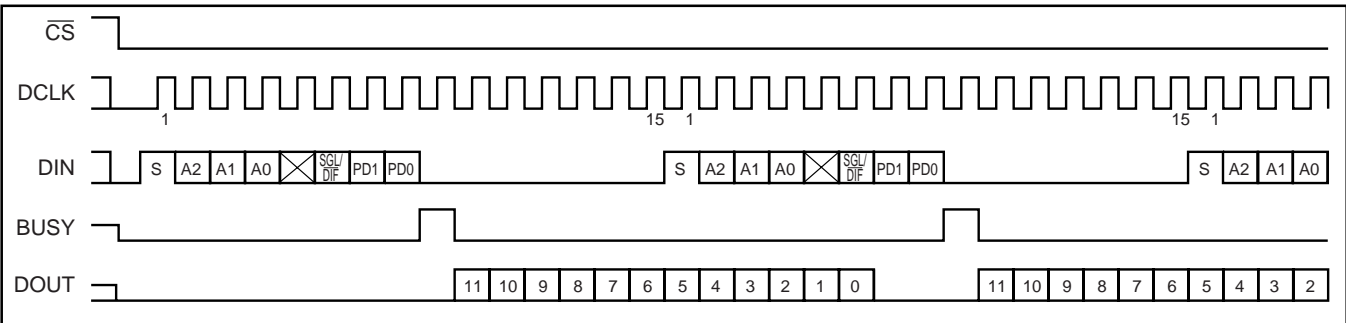 CS
DCLK
1 15 1 15 1
DIN S A2 A1 A0 SGL/DIF PD1 PD0 S A2 A1 A0 SGL/DIF PD1 PD0 S A2 A1 A0
BUSY
DOUT 11 10 9 8 7 6 5 4 3 2 1 0 11 10 9 8 7 6 5 4 3 2